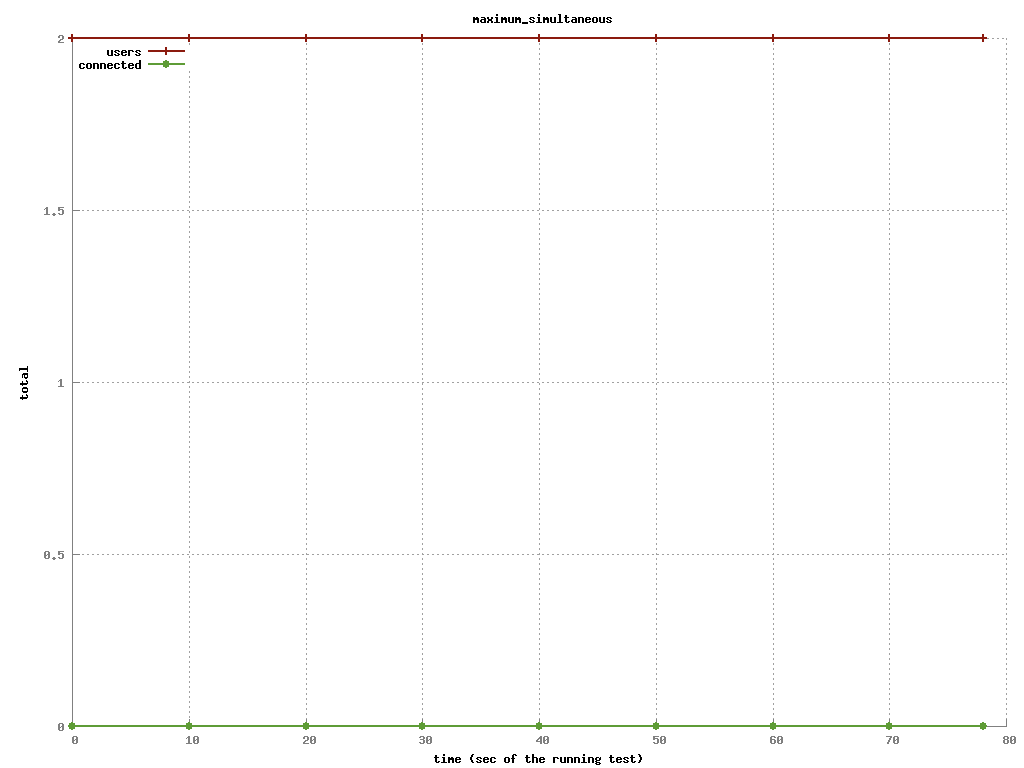 maximum_simultaneous
users
connected
2
1.5
1
0.5
0
total
0 10 20 30 40 50 60 70 80
time (sec of the running test)